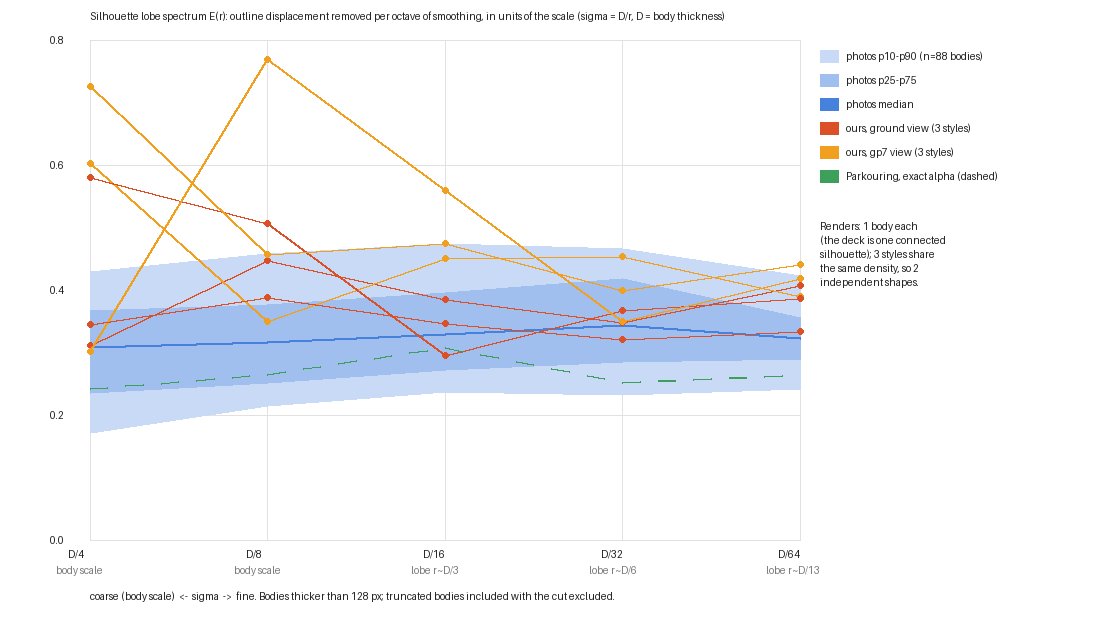 Silhouette lobe spectrum E(r): outline displacement removed per octave of smoothing, in units of the scale (sigma = D/r, D = body thickness)
0.8
0.6
0.4
0.2
0.0
D/4
body scale
D/8
body scale
D/16
lobe r~D/3
D/32
lobe r~D/6
D/64
lobe r~D/13
coarse (body scale) <- sigma -> fine. Bodies thicker than 128 px; truncated bodies included with the cut excluded.
photos p10-p90 (n=88 bodies)
photos p25-p75
photos median
ours, ground view (3 styles)
ours, gp7 view (3 styles)
Parkouring, exact alpha (dashed)
Renders: 1 body each
(the deck is one connected
silhouette); 3 styles share
the same density, so 2
independent shapes.